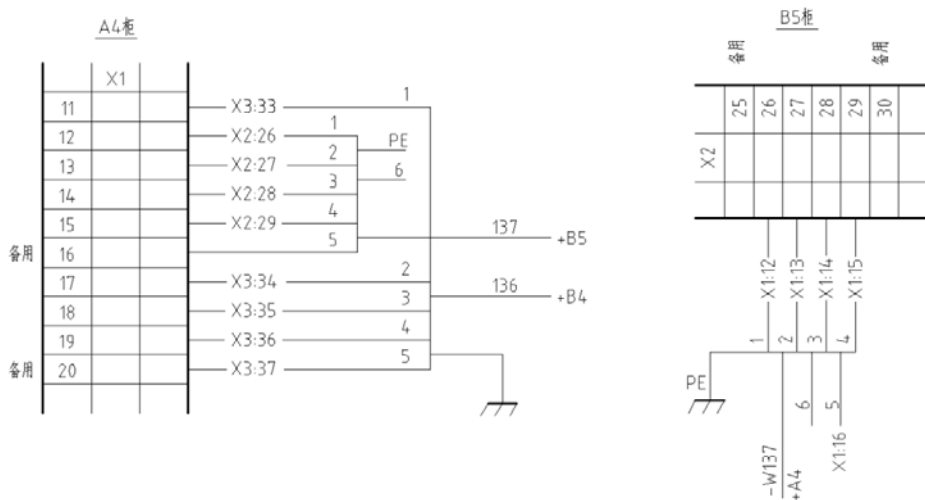 A4柜
X1
11 X3:33 1
12 X2:26 1
PE
13 X2:27 2
6
14 X2:28 3
15 X2:29 4
137 +B5
备用 16 5
17 X3:34 2
136 +B4
18 X3:35 3
19 X3:36 4
备用 20 X3:37 5
B5柜
备用 备用
25 26 27 28 29 30
X2
X1:12 X1:13 X1:14 X1:15
1 2 3 4
PE
6 5
X1:16
-W137
+A4